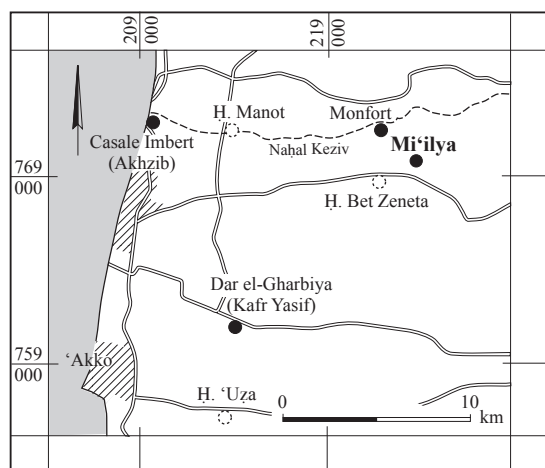 209
000
219
000
Ḥ. Manot
Monfort
Casale Imbert
(Akhzib)
Naḥal Keziv
Mi‘ilya
769
000
Ḥ. Bet Zeneta
Dar el-Gharbiya
(Kafr Yasif)
759
000
‘Akko
Ḥ. ‘Uẓa
0
10
km